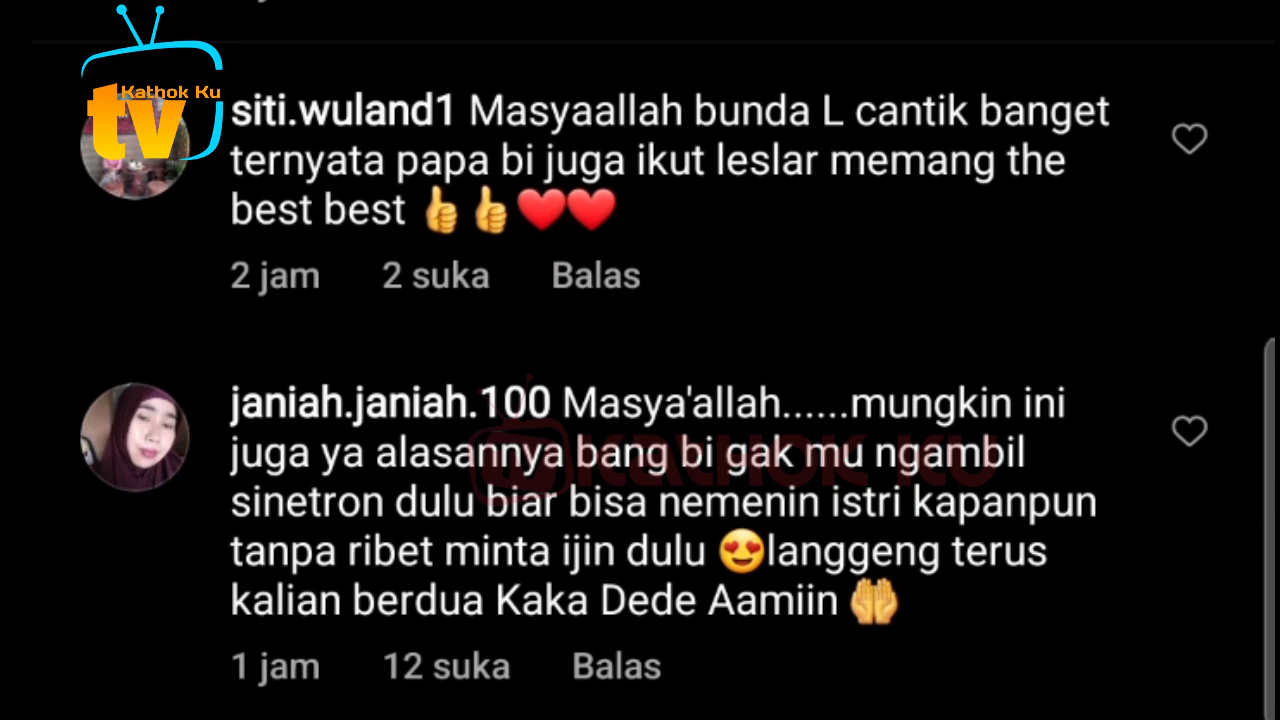 Kathok Ku
tv
siti.wuland1 Masyaallah bunda L cantik banget
ternyata papa bi juga ikut leslar memang the
best best 👍👍❤️❤️
2 jam 2 suka Balas
janiah.janiah.100 Masya'allah......mungkin ini
juga ya alasannya bang bi gak mu ngambil
sinetron dulu biar bisa nemenin istri kapanpun
tanpa ribet minta ijin dulu 😍langgeng terus
kalian berdua Kaka Dede Aamiin 🤲
1 jam 12 suka Balas
tv KATHOK KU